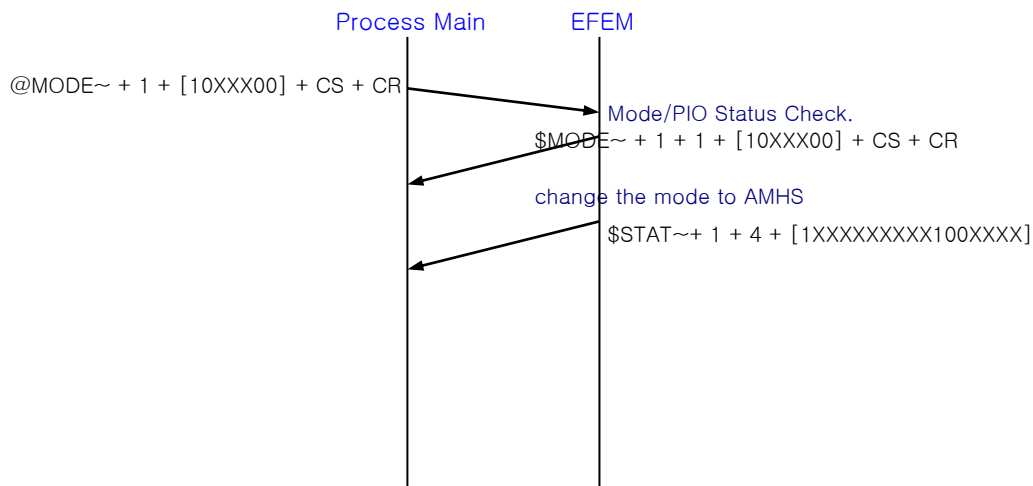 Process Main
EFEM
@MODE~ + 1 + [10XXX00] + CS + CR
Mode/PIO Status Check.
$MODE~ + 1 + 1 + [10XXX00] + CS + CR
change the mode to AMHS
$STAT~+ 1 + 4 + [1XXXXXXXXX100XXXX]